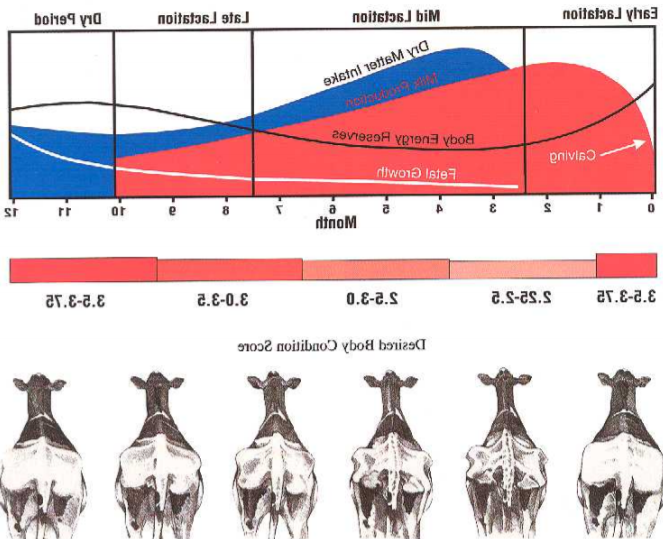 Early Lactation Mid Lactation Late Lactation Dry Period
Dry Matter Intake
Milk Production
Body Energy Reserves
Calving
Fetal Growth
0 1 2 3 4 5 6 7 8 9 10 11 12
Month
3.5-3.75 2.25-2.5 2.5-3.0 3.0-3.5 3.5-3.75
Desired Body Condition Score